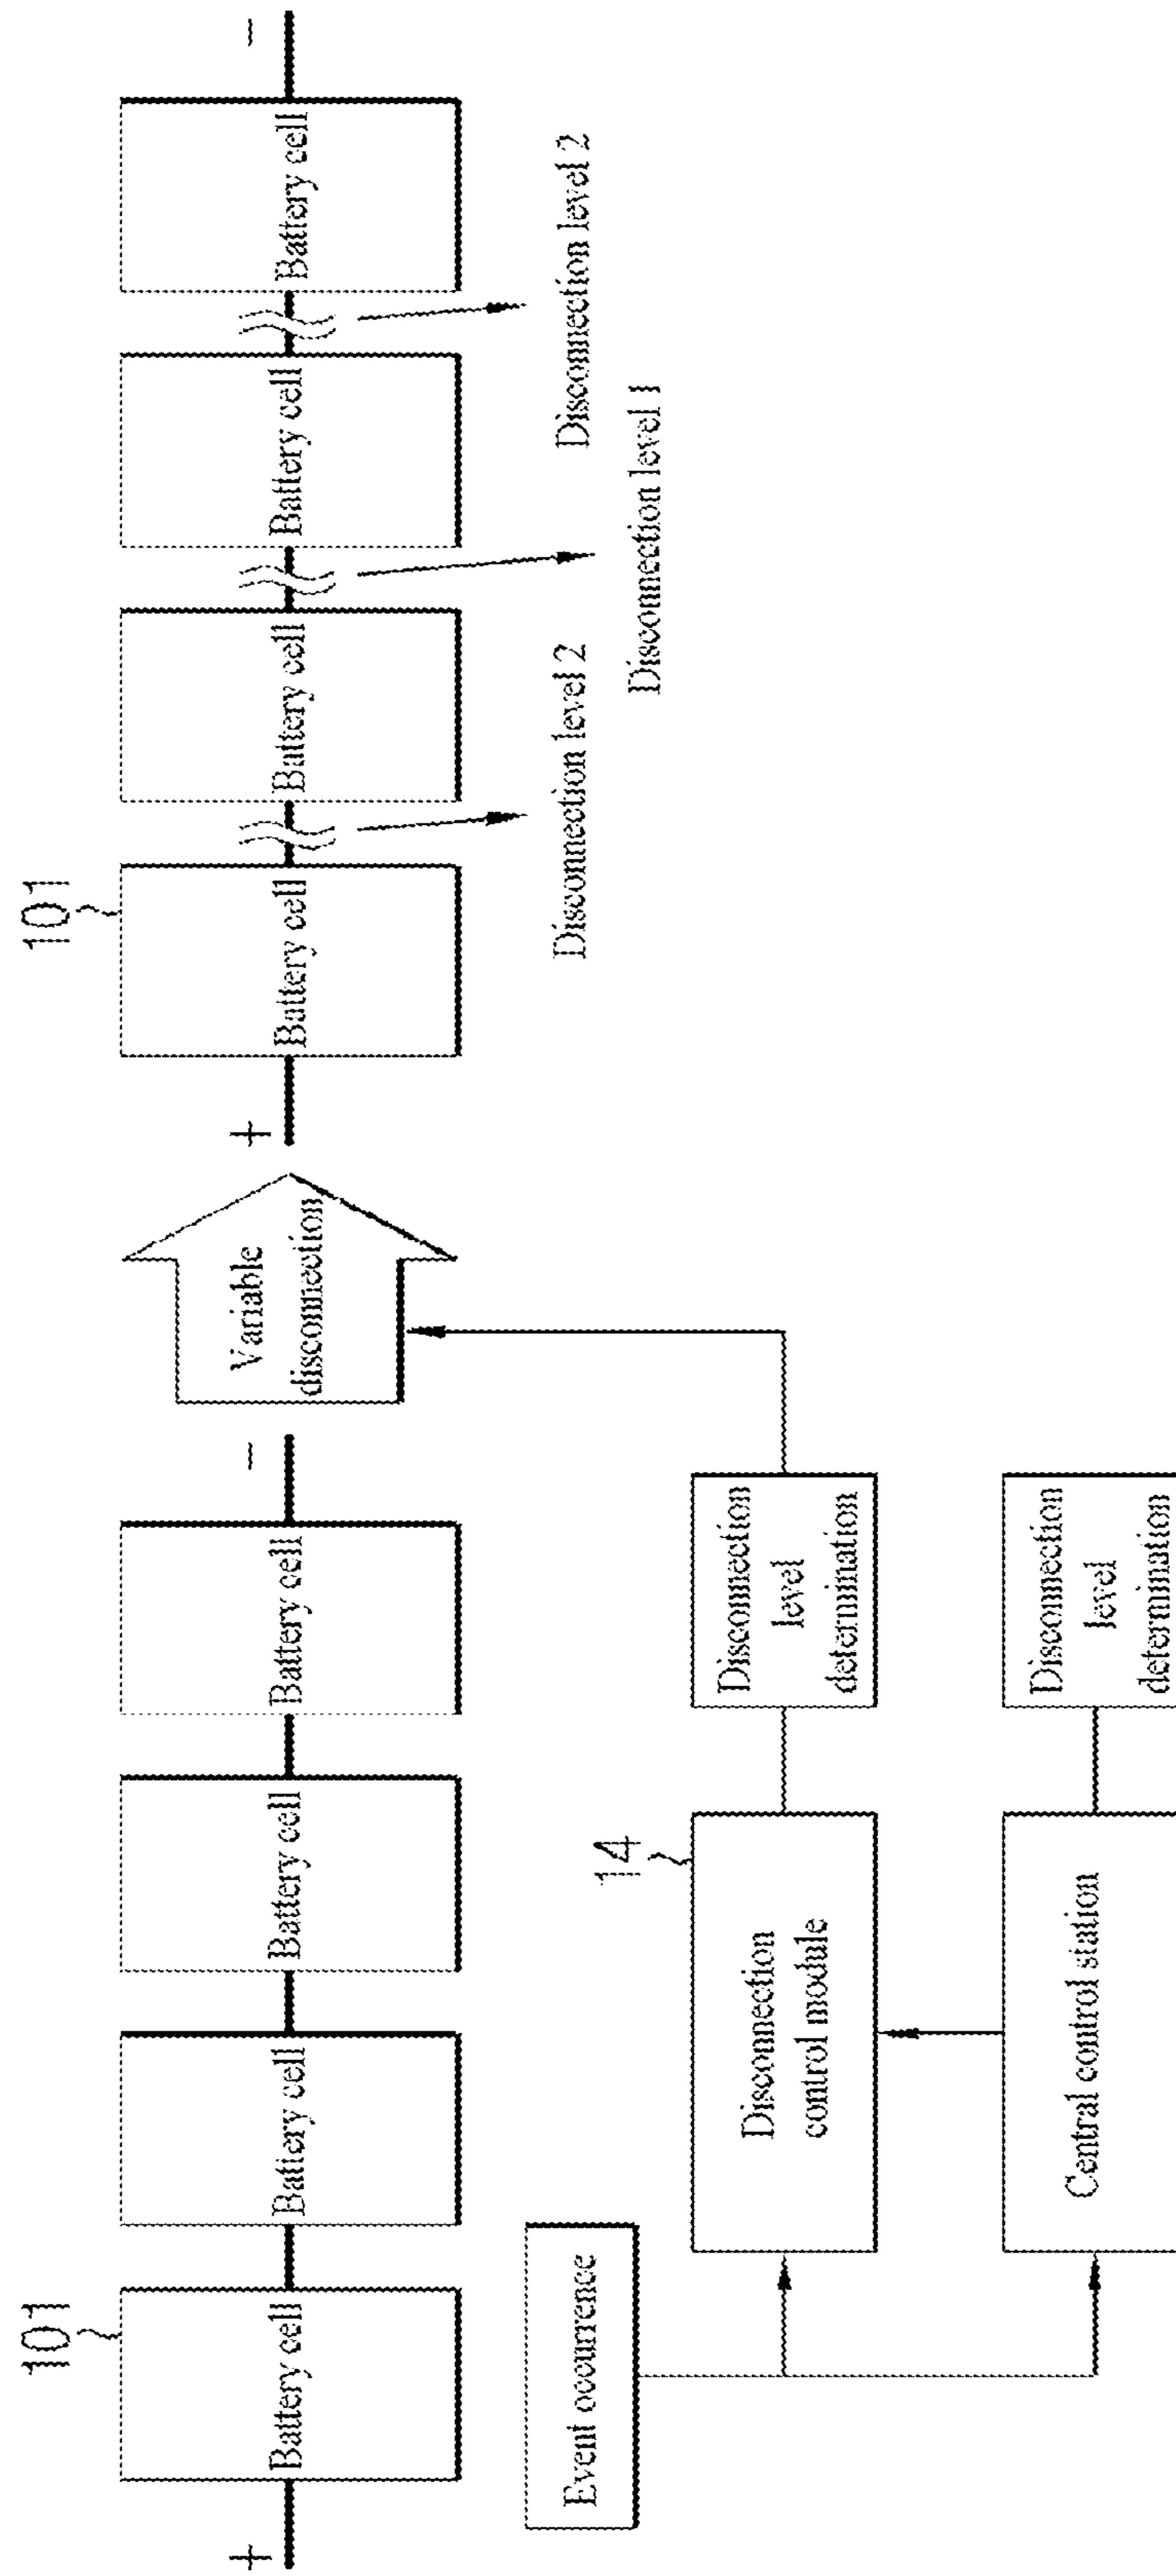 101
+
Battery cell
Battery cell
Battery cell
Battery cell
-
Variable
disconnection
101
+
Battery cell
Battery cell
Battery cell
Battery cell
-
Disconnection level 2
Disconnection level 1
Disconnection level 2
Event occurrence
14
Disconnection
control module
Disconnection
level
determination
Central control station
Disconnection
level
determination